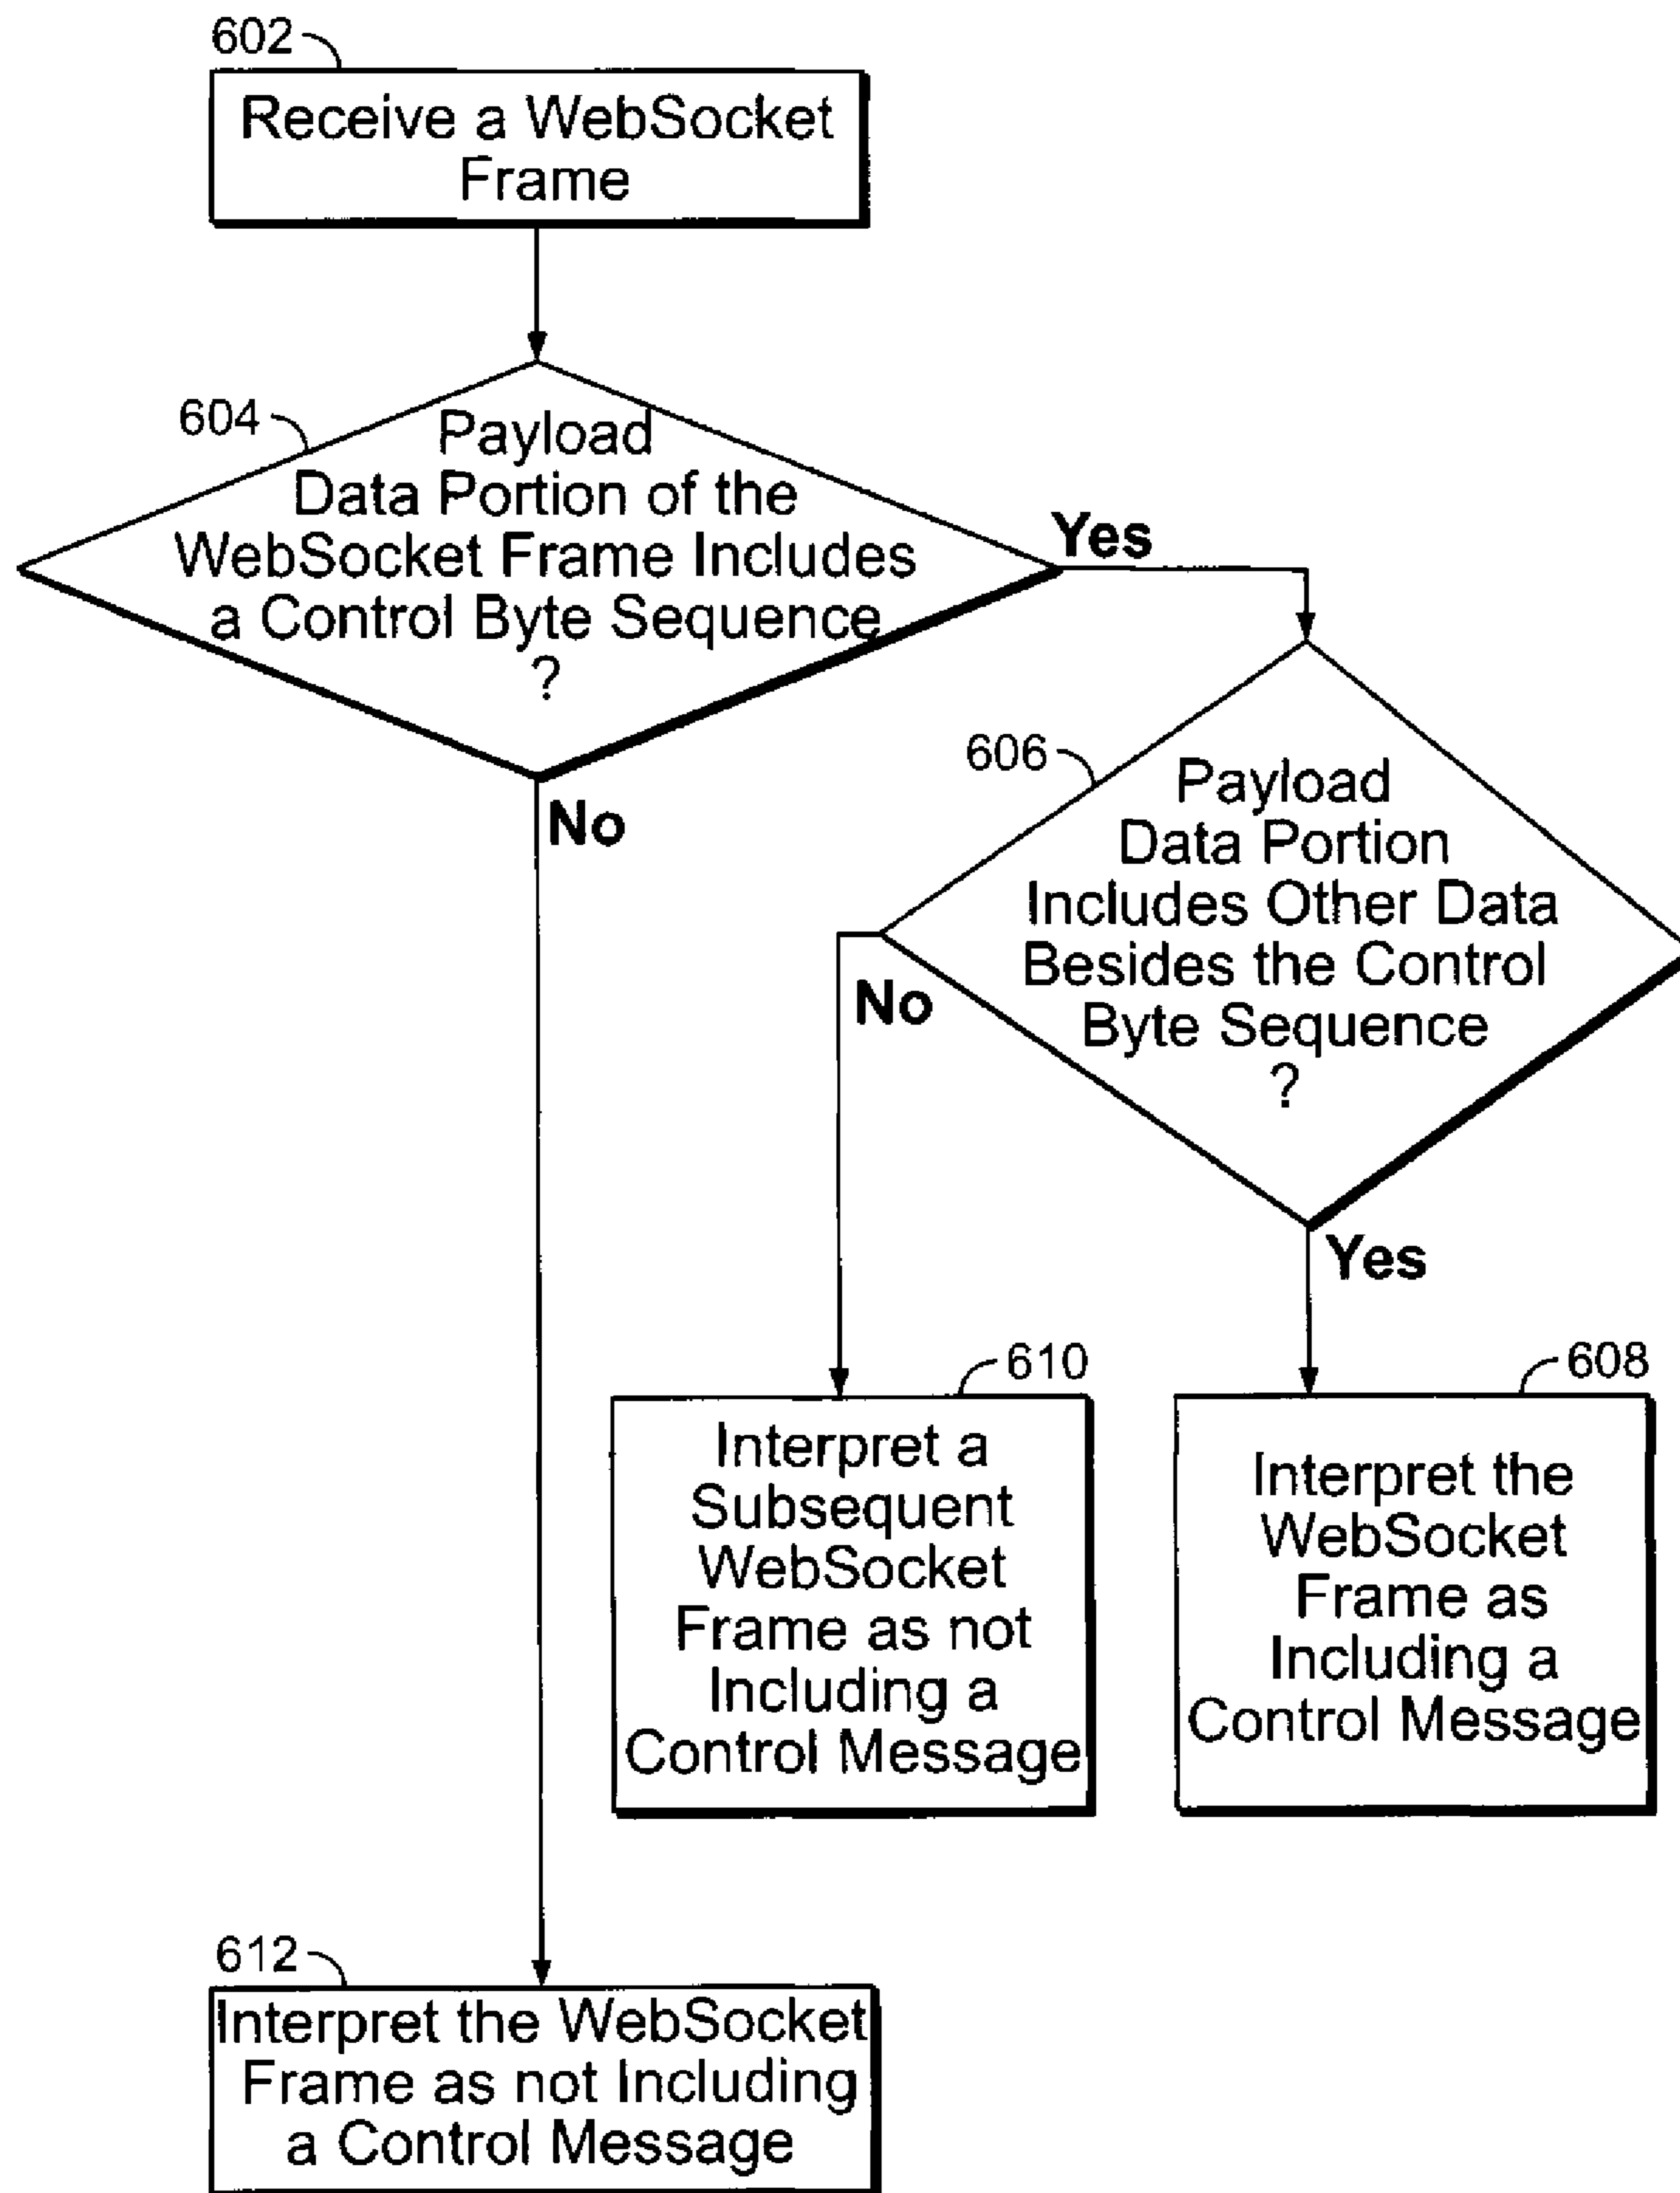 602
Receive a WebSocket
Frame
604
Payload
Data Portion of the
WebSocket Frame Includes
a Control Byte Sequence
?
Yes
No
606
Payload
Data Portion
Includes Other Data
Besides the Control
Byte Sequence
?
No
Yes
610
Interpret a
Subsequent
WebSocket
Frame as not
Including a
Control Message
608
Interpret the
WebSocket
Frame as
Including a
Control Message
612
Interpret the WebSocket
Frame as not Including
a Control Message